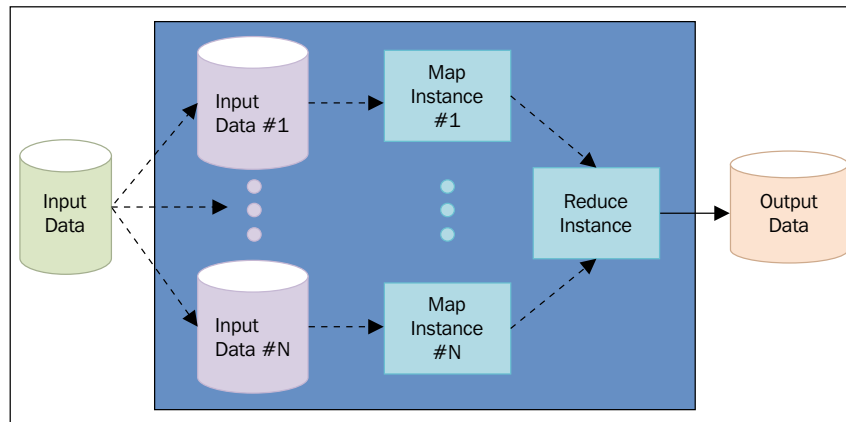 Input
Data
Input
Data #1
Map
Instance
#1
Reduce
Instance
Output
Data
Input
Data #N
Map
Instance
#N